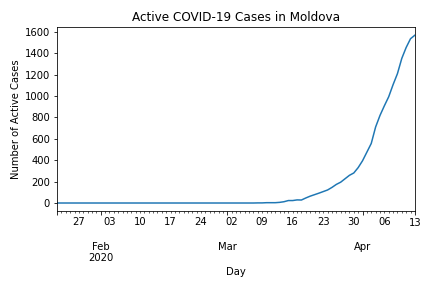 Active COVID-19 Cases in Moldova
Number of Active Cases
1600
1400
1200
1000
800
600
400
200
0
27 03 10 17 24 02 09 16 23 30 06 13
Feb Mar Apr
2020
Day